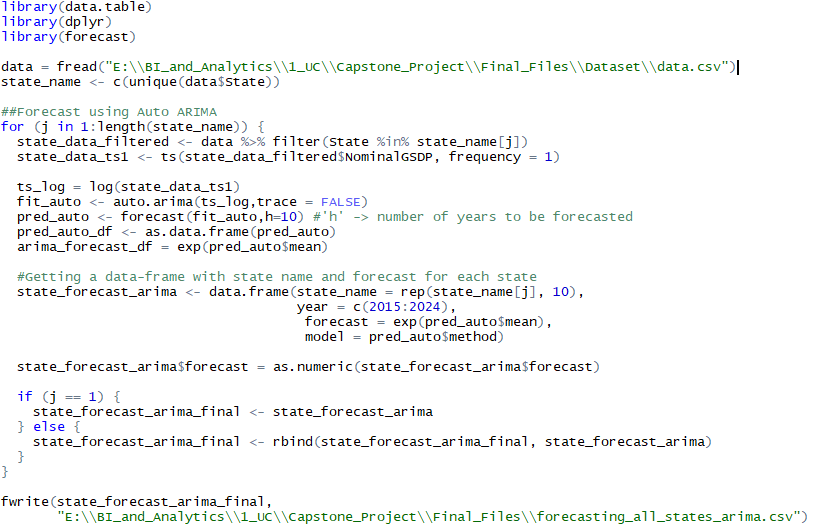 library(data.table)
library(dplyr)
library(forecast)

data = fread("E:\\BI_and_Analytics\\1_UC\\Capstone_Project\\Final_Files\\Dataset\\data.csv")
state_name <- c(unique(data$State))

##Forecast using Auto ARIMA
for (j in 1:length(state_name)) {
  state_data_filtered <- data %>% filter(State %in% state_name[j])
  state_data_ts1 <- ts(state_data_filtered$NominalGSDP, frequency = 1)

  ts_log = log(state_data_ts1)
  fit_auto <- auto.arima(ts_log,trace = FALSE)
  pred_auto <- forecast(fit_auto,h=10) #'h' -> number of years to be forecasted
  pred_auto_df <- as.data.frame(pred_auto)
  arima_forecast_df = exp(pred_auto$mean)

  #Getting a data-frame with state name and forecast for each state
  state_forecast_arima <- data.frame(state_name = rep(state_name[j], 10),
                                     year = c(2015:2024),
                                      forecast = exp(pred_auto$mean),
                                      model = pred_auto$method)

  state_forecast_arima$forecast = as.numeric(state_forecast_arima$forecast)

  if (j == 1) {
    state_forecast_arima_final <- state_forecast_arima
  } else {
    state_forecast_arima_final <- rbind(state_forecast_arima_final, state_forecast_arima)
  }
}

fwrite(state_forecast_arima_final,
       "E:\\BI_and_Analytics\\1_UC\\Capstone_Project\\Final_Files\\forecasting_all_states_arima.csv")